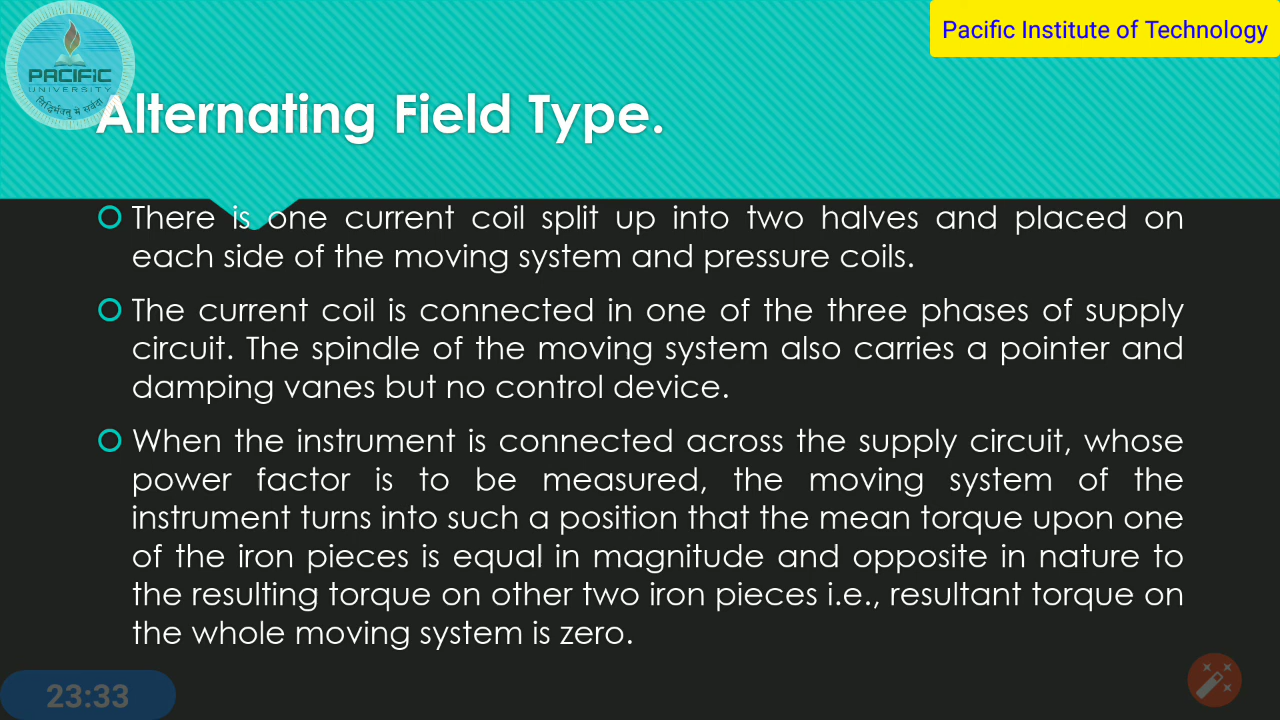 Pacific Institute of Technology
PACIFIC
UNIVERSITY
Alternating Field Type.
There is one current coil split up into two halves and placed on
each side of the moving system and pressure coils.
The current coil is connected in one of the three phases of supply
circuit. The spindle of the moving system also carries a pointer and
damping vanes but no control device.
When the instrument is connected across the supply circuit, whose
power factor is to be measured, the moving system of the
instrument turns into such a position that the mean torque upon one
of the iron pieces is equal in magnitude and opposite in nature to
the resulting torque on other two iron pieces i.e., resultant torque on
the whole moving system is zero.
23:33